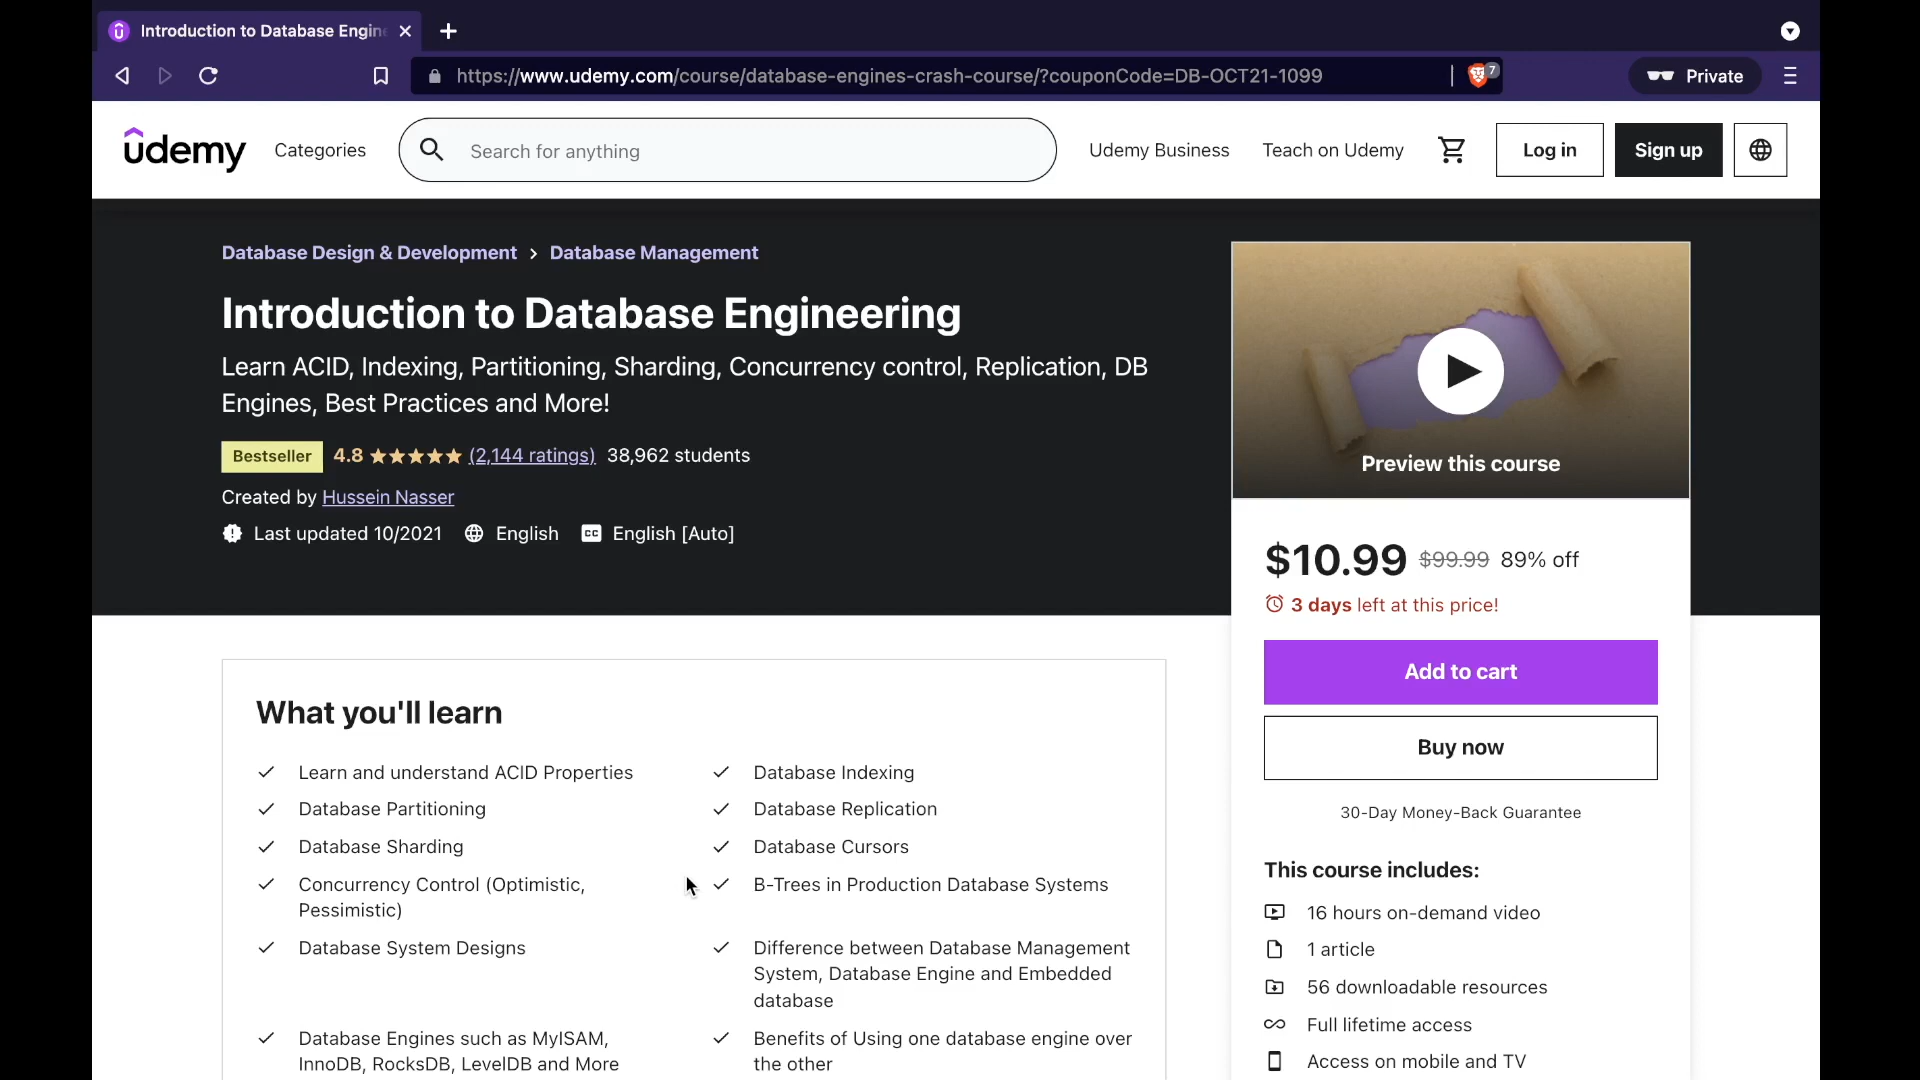 Introduction to Database Engin
https://www.udemy.com/course/database-engines-crash-course/?couponCode=DB-OCT21-1099
7
Private
udemy
Categories
Search for anything
Udemy Business
Teach on Udemy
Log in
Sign up
Database Design & Development > Database Management
Introduction to Database Engineering
Learn ACID, Indexing, Partitioning, Sharding, Concurrency control, Replication, DB
Engines, Best Practices and More!
Bestseller 4.8 (2,144 ratings) 38,962 students
Created by Hussein Nasser
Last updated 10/2021 English CC English [Auto]
Preview this course
$10.99 $99.99 89% off
3 days left at this price!
Add to cart
Buy now
30-Day Money-Back Guarantee
This course includes:
16 hours on-demand video
1 article
56 downloadable resources
Full lifetime access
Access on mobile and TV
What you'll learn
Learn and understand ACID Properties
Database Indexing
Database Partitioning
Database Replication
Database Sharding
Database Cursors
Concurrency Control (Optimistic,
Pessimistic)
B-Trees in Production Database Systems
Database System Designs
Difference between Database Management
System, Database Engine and Embedded
database
Database Engines such as MyISAM,
InnoDB, RocksDB, LevelDB and More
Benefits of Using one database engine over
the other